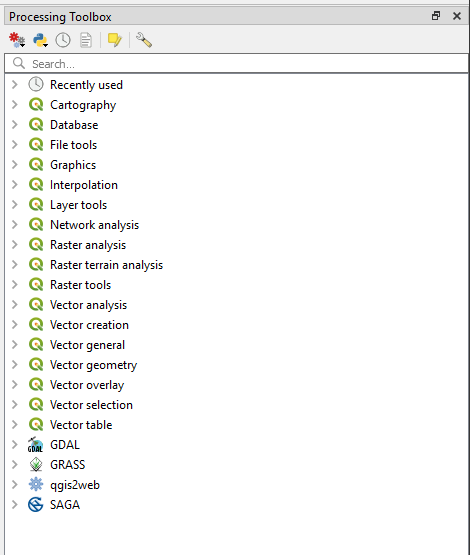 Processing Toolbox
Search...
Recently used
Cartography
Database
File tools
Graphics
Interpolation
Layer tools
Network analysis
Raster analysis
Raster terrain analysis
Raster tools
Vector analysis
Vector creation
Vector general
Vector geometry
Vector overlay
Vector selection
Vector table
GDAL GDAL
GRASS
qgis2web
SAGA